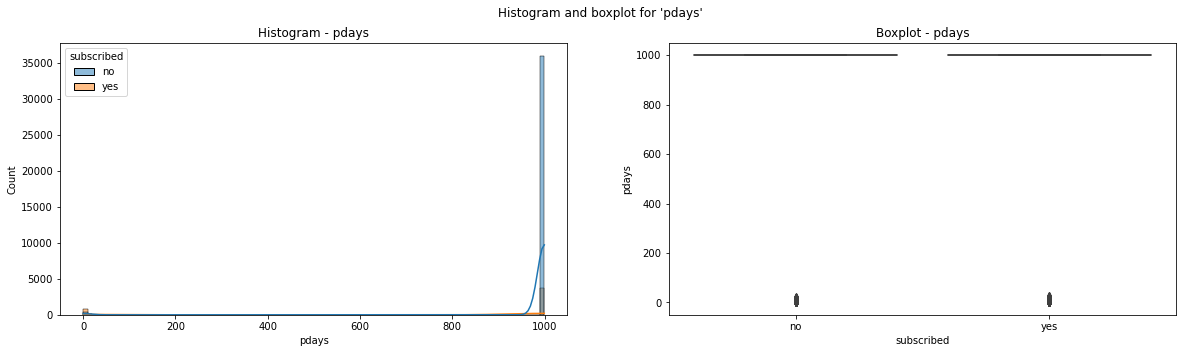 Histogram and boxplot for 'pdays'
Histogram - pdays
subscribed
no
yes
35000
30000
25000
20000
15000
10000
5000
0
Count
0 200 400 600 800 1000
pdays
Boxplot - pdays
1000
800
600
400
200
0
pdays
no yes
subscribed